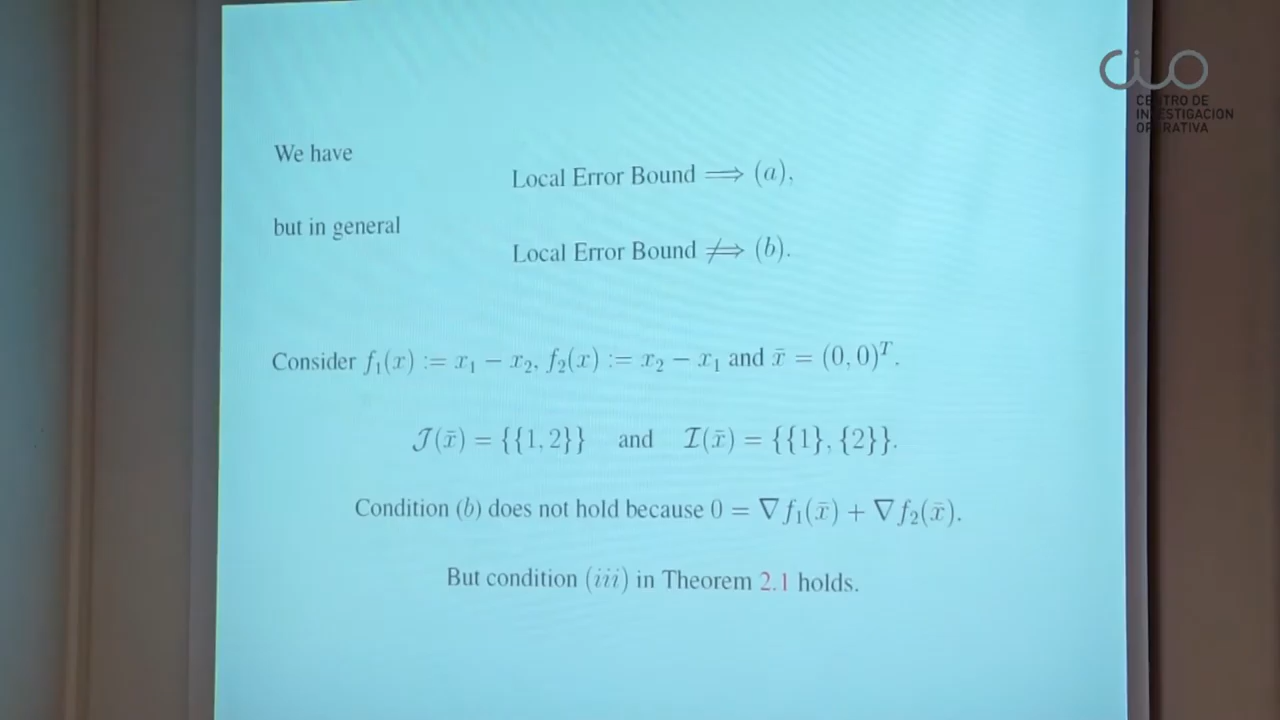 CIO
CENTRO DE
INVESTIGACION
OPERATIVA
We have
Local Error Bound ⟹ (a),
but in general
Local Error Bound ⟹̸ (b).
Consider f₁(x) := x₁ − x₂, f₂(x) := x₂ − x₁ and x̄ = (0, 0)ᵀ.
𝒥(x̄) = {{1, 2}} and ℐ(x̄) = {{1}, {2}}.
Condition (b) does not hold because 0 = ∇f₁(x̄) + ∇f₂(x̄).
But condition (iii) in Theorem 2.1 holds.